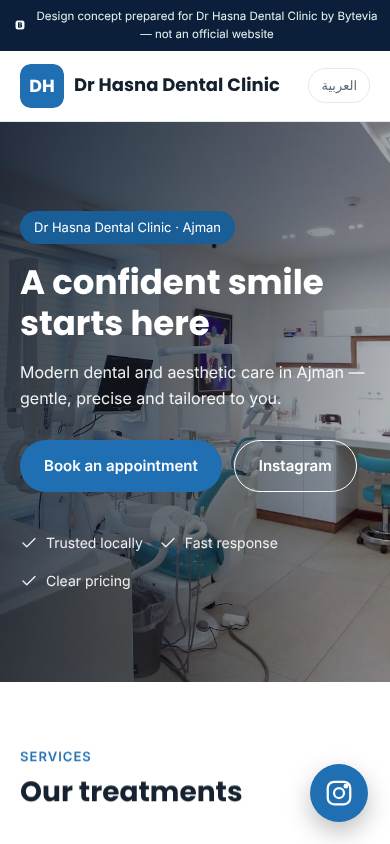 Design concept prepared for Dr Hasna Dental Clinic by Bytevia
— not an official website
DH Dr Hasna Dental Clinic العربية
Dr Hasna Dental Clinic · Ajman
A confident smile
starts here
Modern dental and aesthetic care in Ajman —
gentle, precise and tailored to you.
Book an appointment Instagram
Trusted locally Fast response
Clear pricing
SERVICES
Our treatments